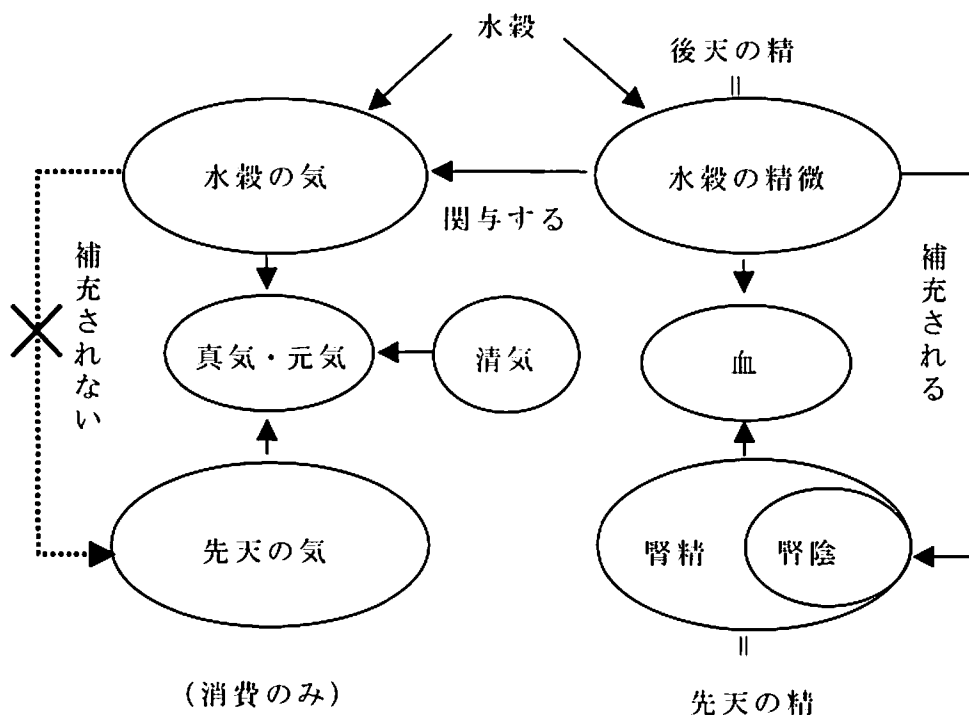 水穀
後天の精
=
水穀の気
水穀の精微
関与する
補充されない
補充される
真気・元気
清気
血
先天の気
腎精
腎陰
=
(消費のみ)
先天の精